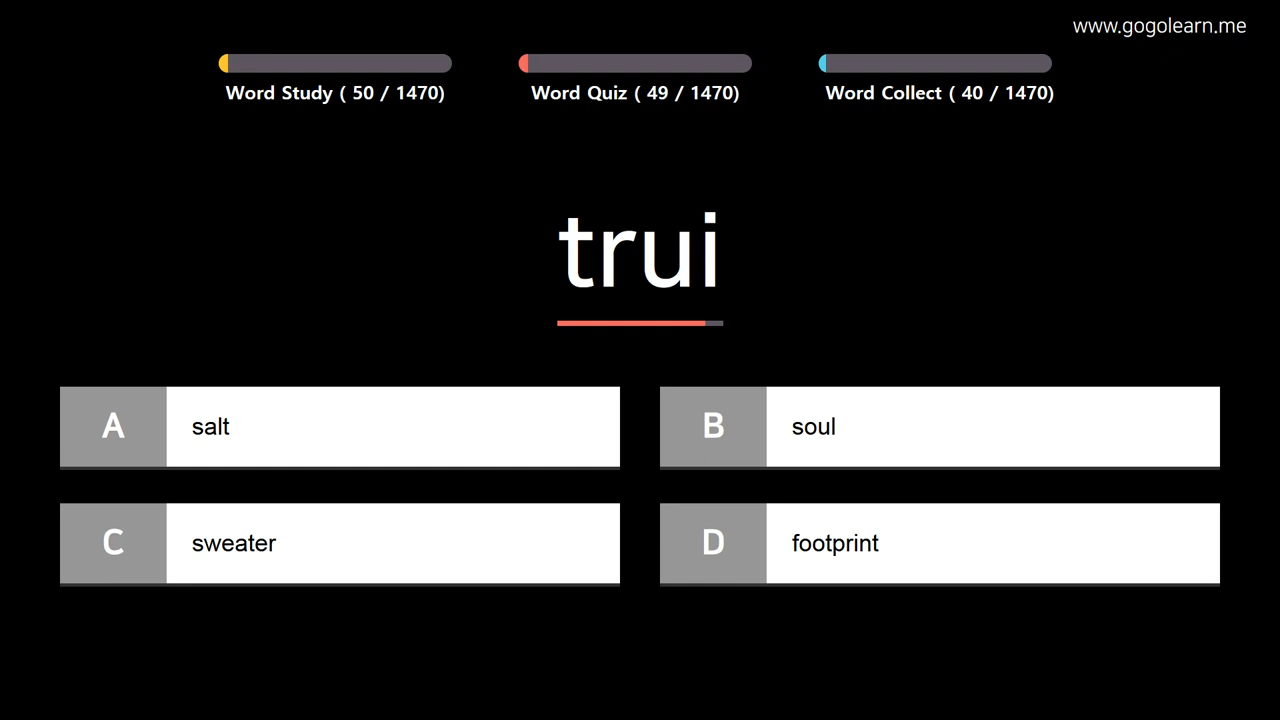 www.gogolearn.me
Word Study ( 50 / 1470)
Word Quiz ( 49 / 1470)
Word Collect ( 40 / 1470)
trui
A salt
B soul
C sweater
D footprint